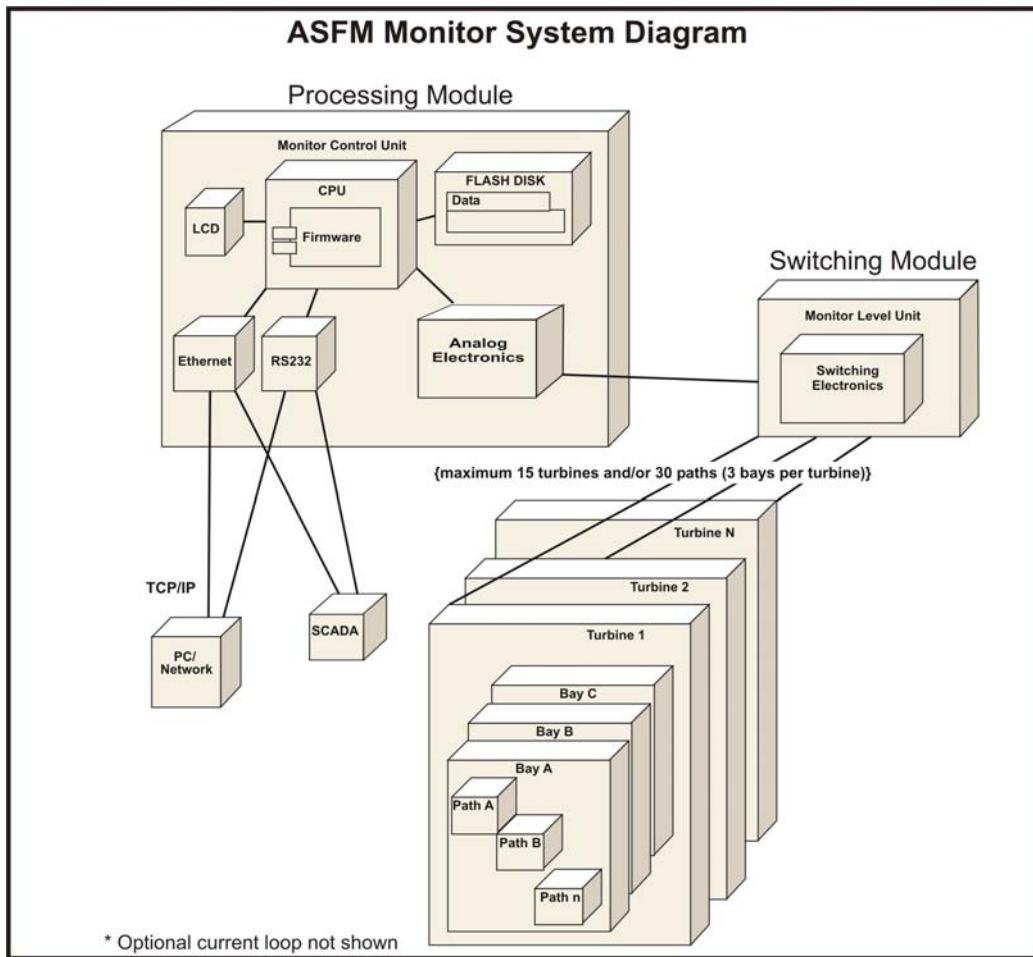 ASFM Monitor System Diagram
Processing Module
Monitor Control Unit
CPU
Firmware
LCD
FLASH DISK
Data
Ethernet
RS232
Analog
Electronics
Switching Module
Monitor Level Unit
Switching
Electronics
{maximum 15 turbines and/or 30 paths (3 bays per turbine)}
TCP/IP
PC/
Network
SCADA
Turbine N
Turbine 2
Turbine 1
Bay C
Bay B
Bay A
Path A
Path B
Path n
* Optional current loop not shown